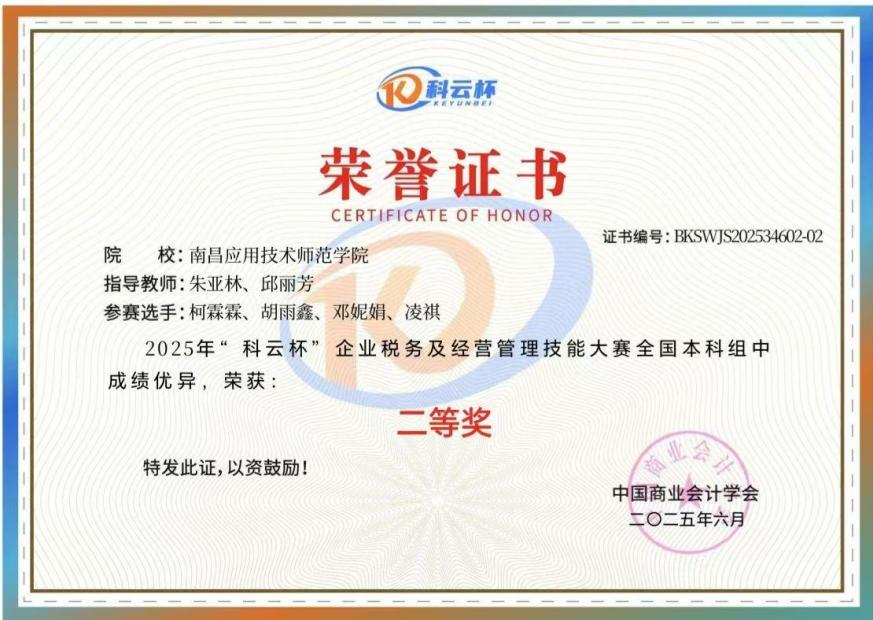 科云杯
KEYUNBEI
荣誉证书
CERTIFICATE OF HONOR
证书编号：BKSWJS202534602-02
院　　校：南昌应用技术师范学院
指导教师：朱亚林、邱丽芳
参赛选手：柯霖霖、胡雨鑫、邓妮娟、凌祺
2025年“科云杯”企业税务及经营管理技能大赛全国本科组中
成绩优异，荣获：
二等奖
特发此证，以资鼓励！
中国商业会计学会
二〇二五年六月